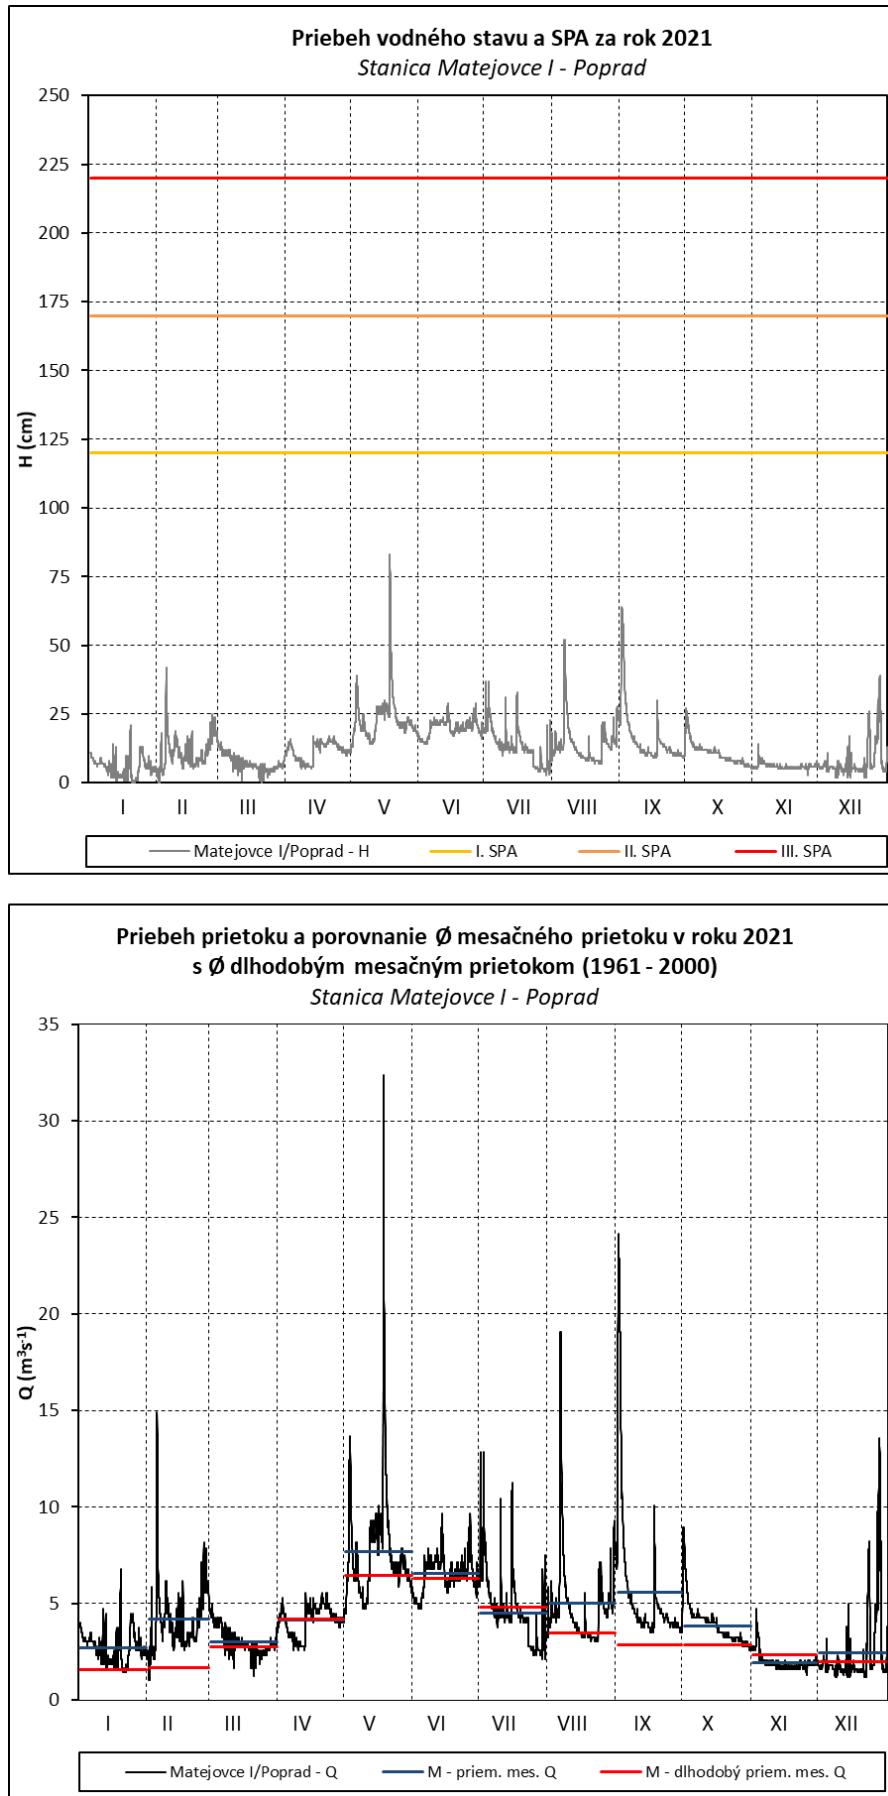 Priebeh vodného stavu a SPA za rok 2021
Stanica Matejovce I - Poprad
H (cm)
250
225
200
175
150
125
100
75
50
25
0
I II III IV V VI VII VIII IX X XI XII
Matejovce I/Poprad - H I. SPA II. SPA III. SPA
Priebeh prietoku a porovnanie Ø mesačného prietoku v roku 2021
s Ø dlhodobým mesačným prietokom (1961 - 2000)
Stanica Matejovce I - Poprad
Q (m³s⁻¹)
35
30
25
20
15
10
5
0
I II III IV V VI VII VIII IX X XI XII
Matejovce I/Poprad - Q M - priem. mes. Q M - dlhodobý priem. mes. Q